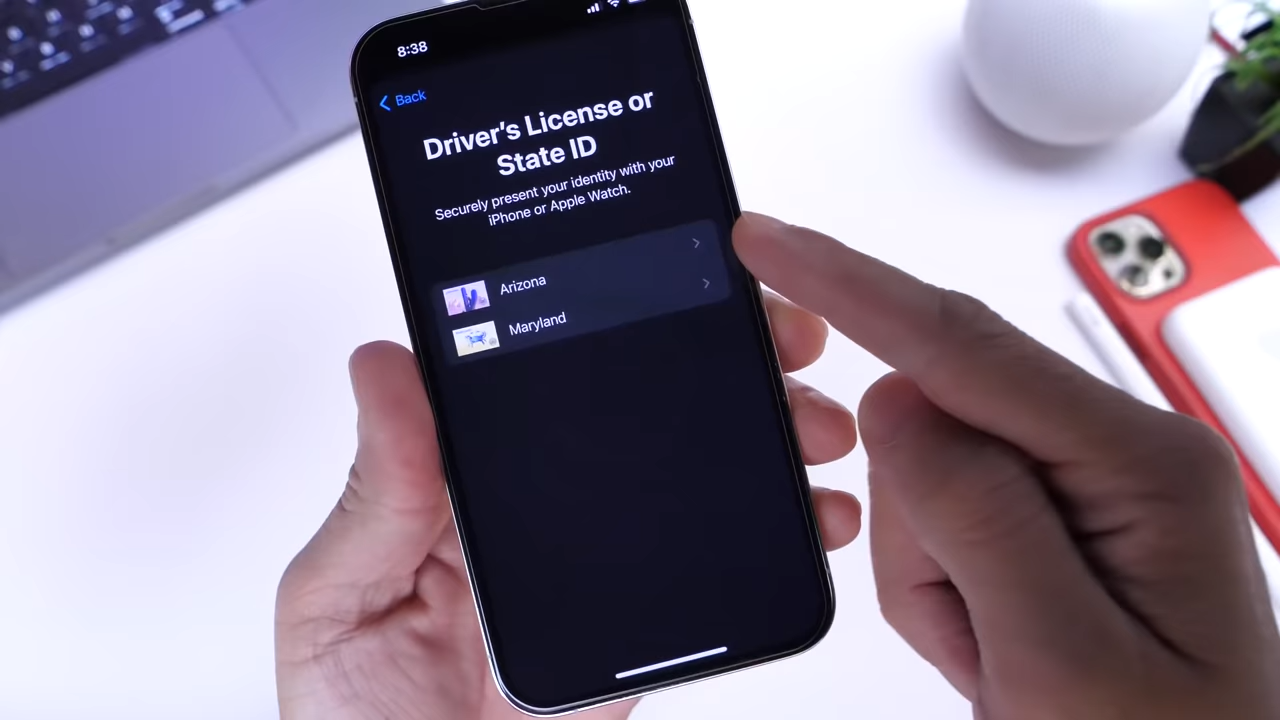 8:38
Back
Driver's License or
State ID
Securely present your identity with your
iPhone or Apple Watch.
Arizona
Maryland